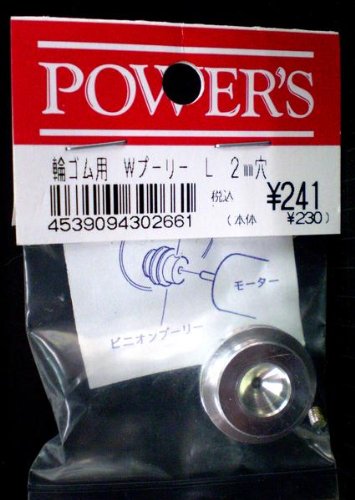 POWER'S
輪ゴム用 Wプーリー L 2㎜穴
税込 ¥241
4539094302661
(本体 ¥230)
モーター
ピニオンプーリー